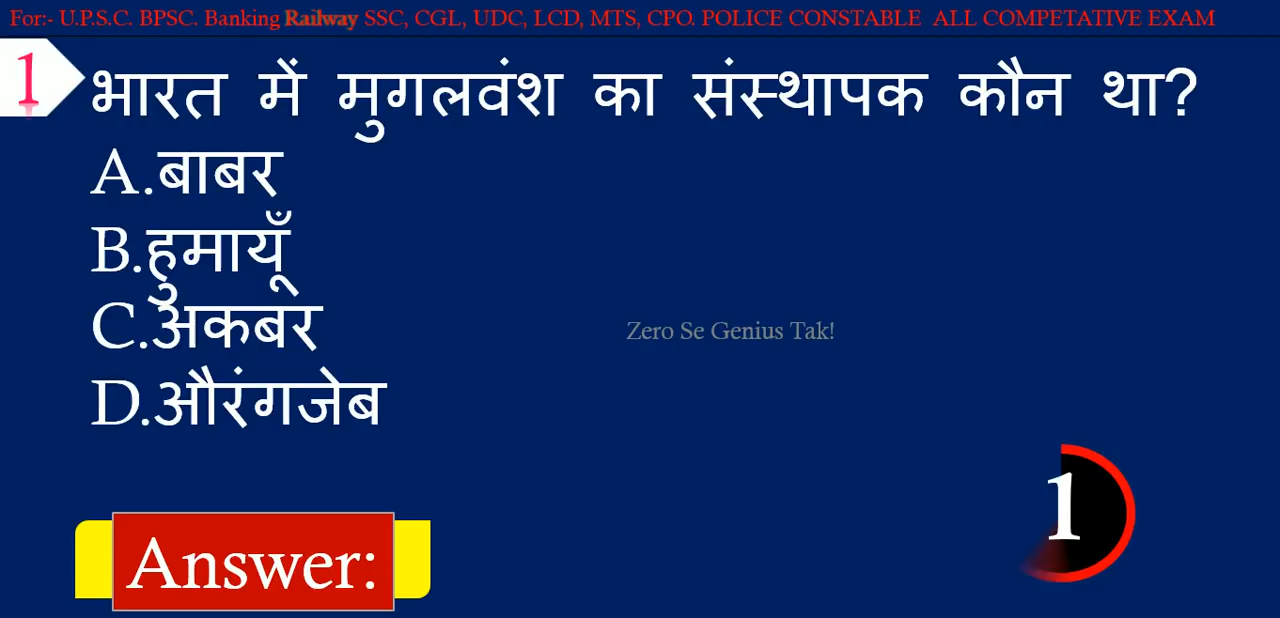 For:- U.P.S.C. BPSC. Banking Railway SSC, CGL, UDC, LCD, MTS, CPO. POLICE CONSTABLE ALL COMPETATIVE EXAM
1 भारत में मुगलवंश का संस्थापक कौन था?
A.बाबर
B.हुमायूँ
C.अकबर
Zero Se Genius Tak!
D.औरंगजेब
1
Answer: